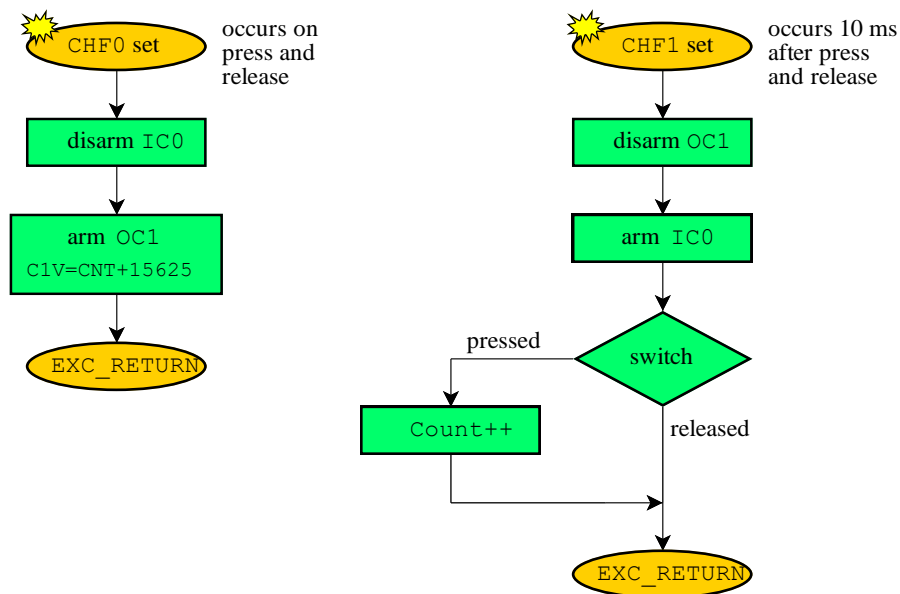 CHF0 set
occurs on
press and
release
disarm IC0
arm OC1
C1V=CNT+15625
EXC_RETURN
CHF1 set
occurs 10 ms
after press
and release
disarm OC1
arm IC0
switch
pressed
Count++
released
EXC_RETURN